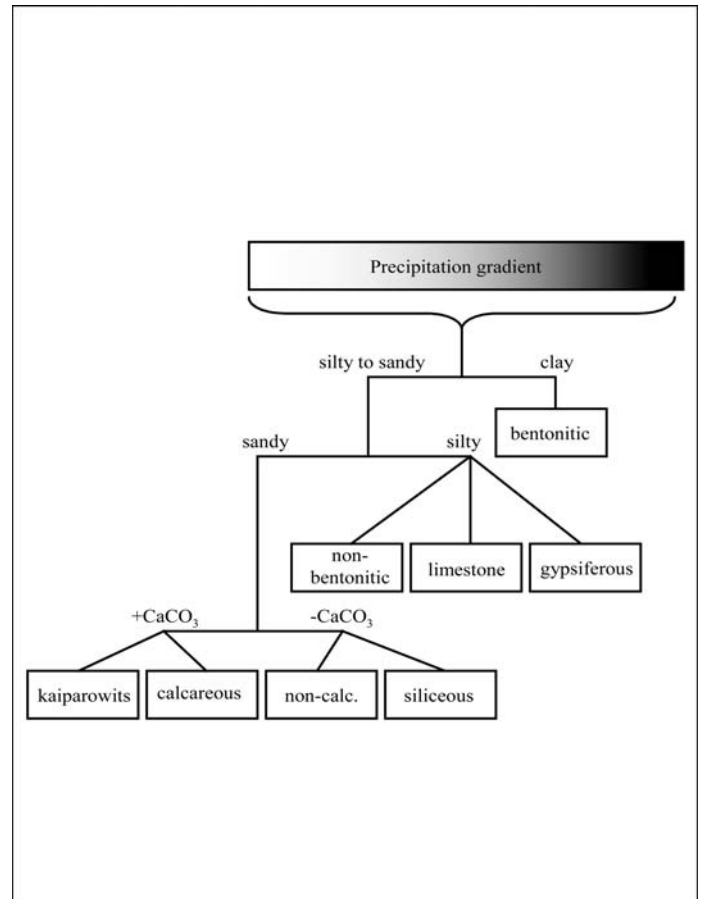 Precipitation gradient
silty to sandy
clay
bentonitic
sandy
silty
non-
bentonitic
limestone
gypsiferous
+CaCO₃
-CaCO₃
kaiparowits
calcareous
non-calc.
siliceous